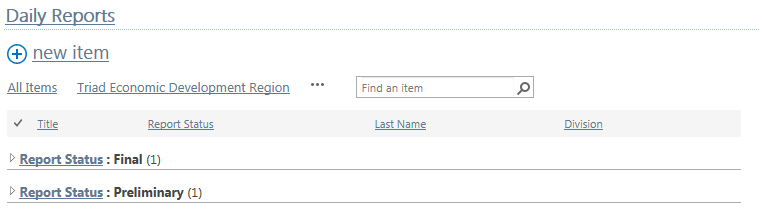 Daily Reports
new item
All Items Triad Economic Development Region ... Find an item
Title Report Status Last Name Division
Report Status : Final (1)
Report Status : Preliminary (1)